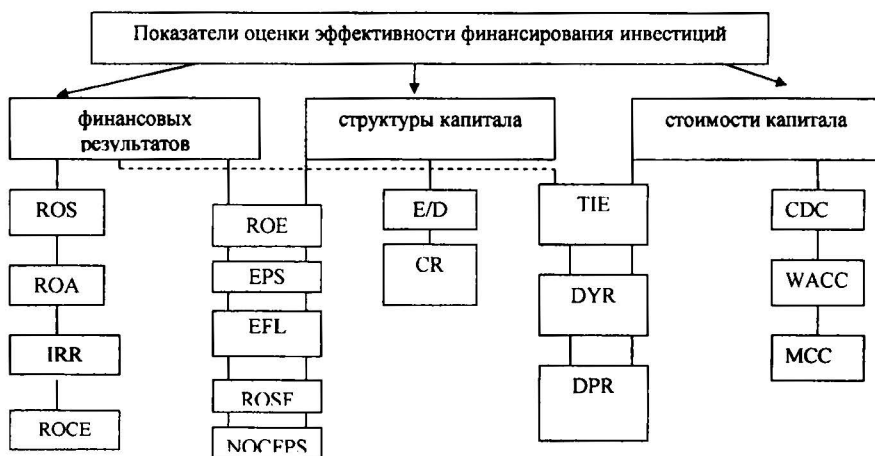 Показатели оценки эффективности финансирования инвестиций
финансовых
результатов
структуры капитала
стоимости капитала
ROS
ROA
IRR
ROCE
ROE
EPS
EFL
ROSF
NOCFPS
E/D
CR
TIE
DYR
DPR
CDC
WACC
MCC